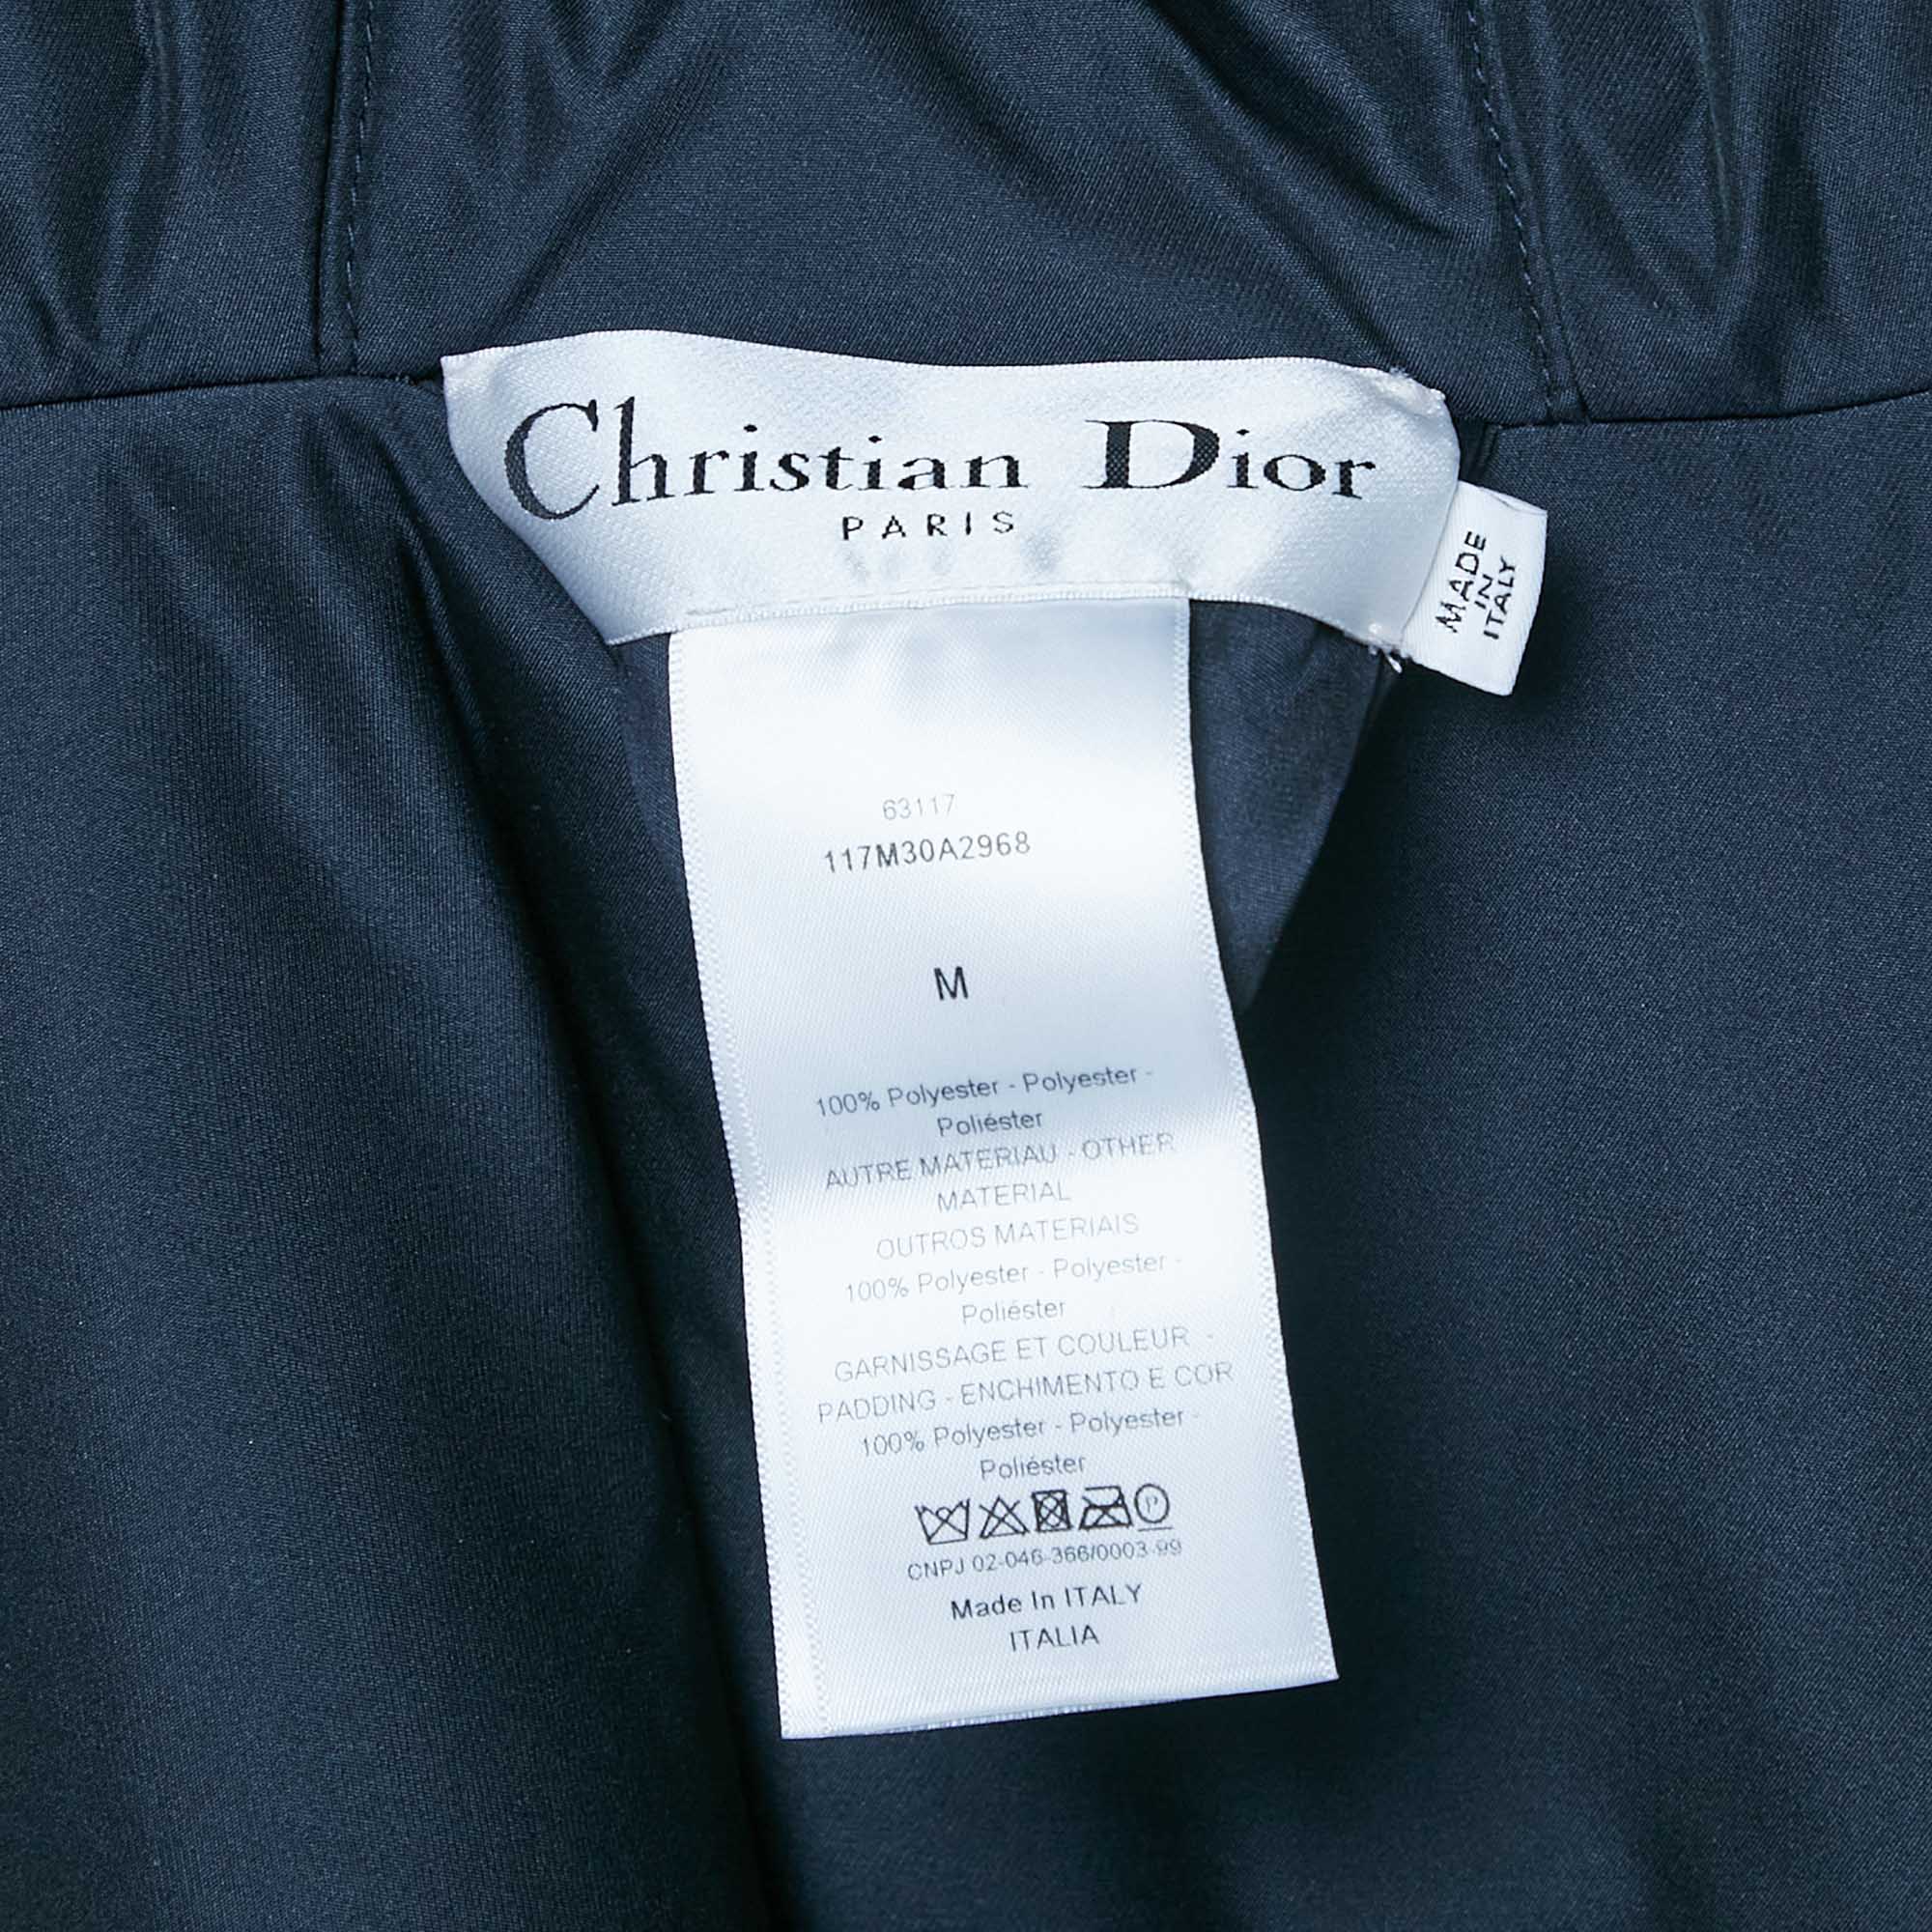 Christian Dior
PARIS
MADE
IN
ITALY
63117
117M30A2968
M
100% Polyester - Polyester -
Poliéster
AUTRE MATERIAU - OTHER
MATERIAL
OUTROS MATERIAIS
100% Polyester - Polyester -
Poliéster
GARNISSAGE ET COULEUR -
PADDING - ENCHIMENTO E COR
100% Polyester - Polyester -
Poliéster
P
CNPJ 02-046-366/0003-99
Made In ITALY
ITALIA